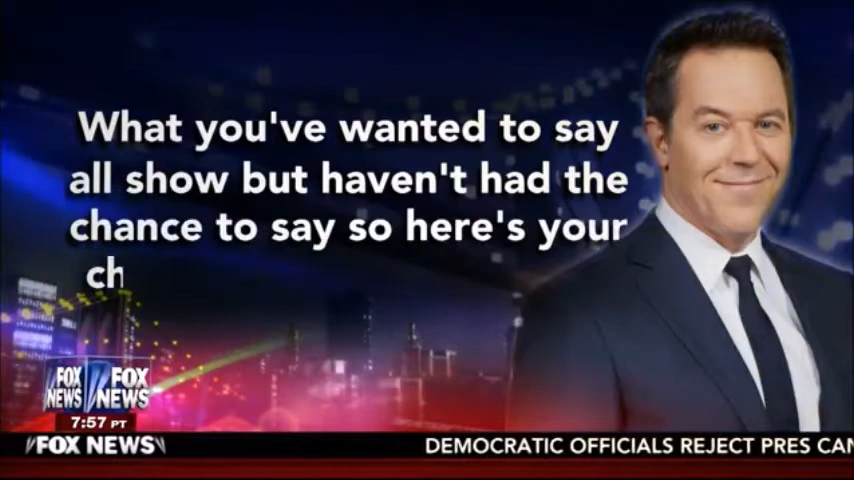 What you've wanted to say
all show but haven't had the
chance to say so here's your
ch
FOX NEWS
FOX NEWS
7:57 PT
FOX NEWS
DEMOCRATIC OFFICIALS REJECT PRES CAN